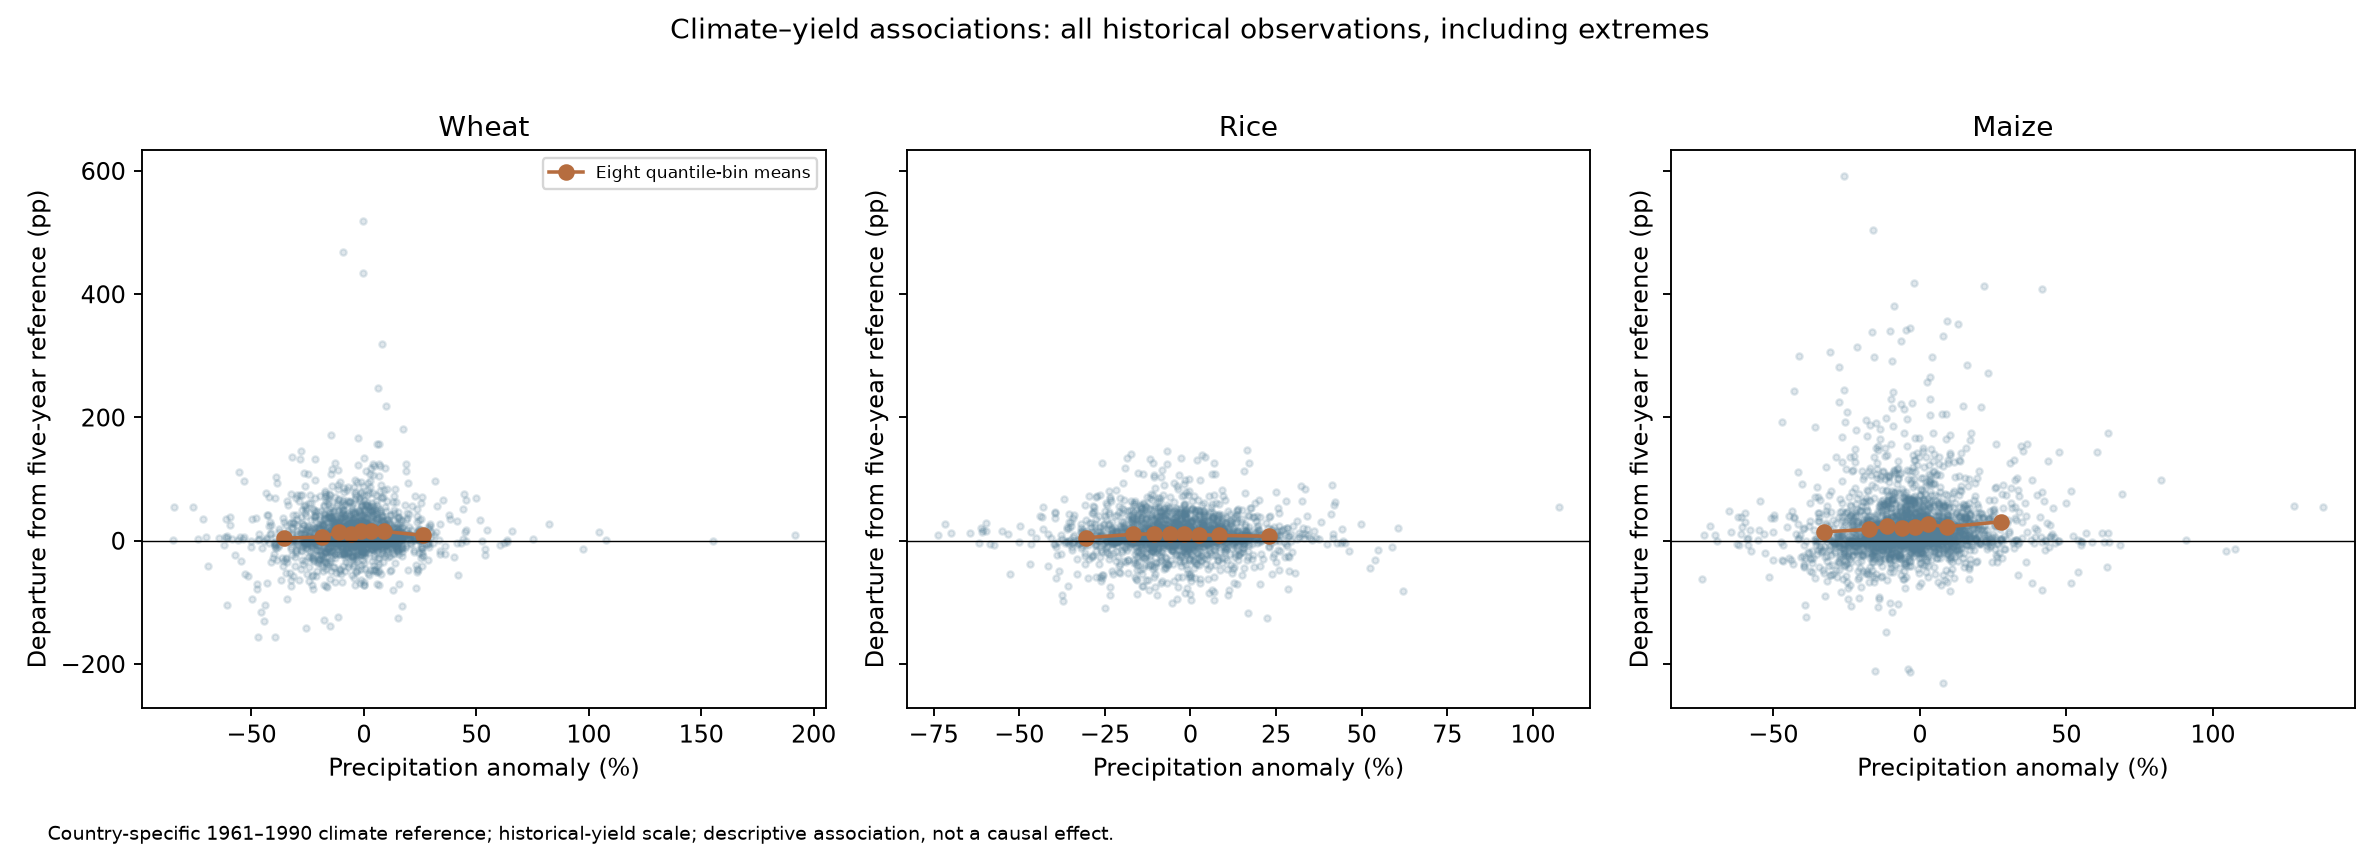 Climate–yield associations: all historical observations, including extremes
Wheat
Rice
Maize
Eight quantile-bin means
Departure from five-year reference (pp)
600
400
200
0
−200
−50
0
50
100
150
200
Precipitation anomaly (%)
Departure from five-year reference (pp)
−75
−50
−25
0
25
50
75
100
Precipitation anomaly (%)
Departure from five-year reference (pp)
−50
0
50
100
Precipitation anomaly (%)
Country-specific 1961–1990 climate reference; historical-yield scale; descriptive association, not a causal effect.